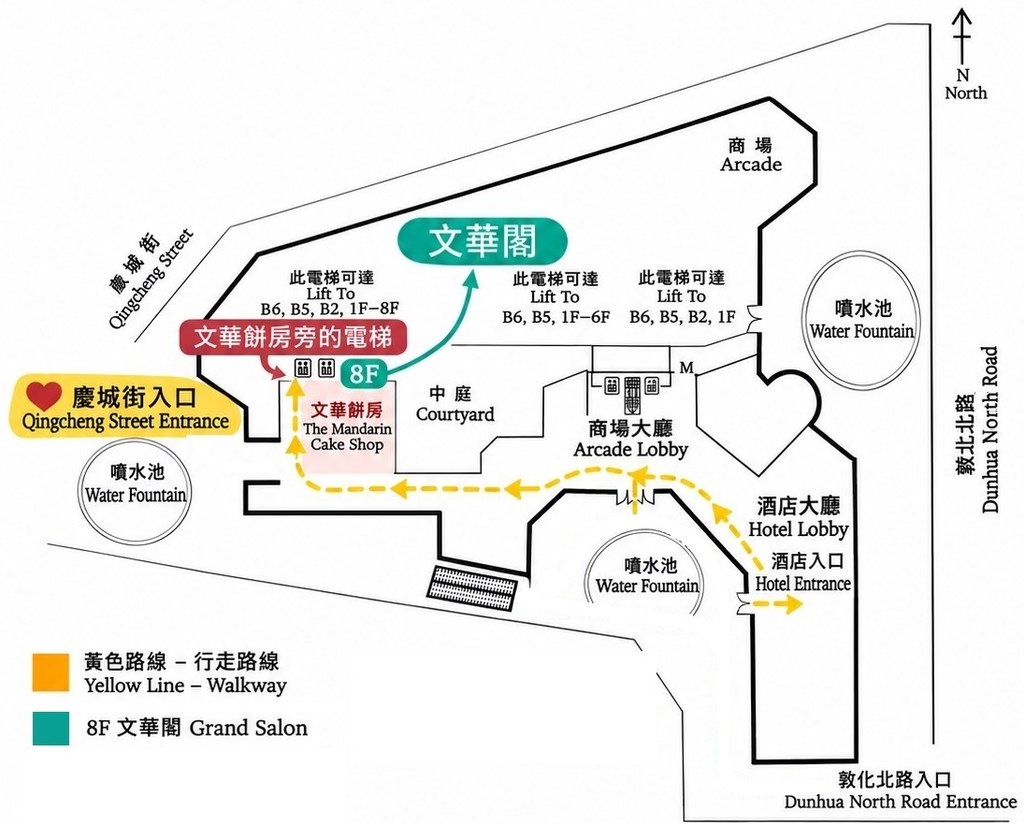 N
North
商場
Arcade
慶城街
Qingcheng Street
文華閣
此電梯可達
Lift To
B6, B5, B2, 1F–8F
此電梯可達
Lift To
B6, B5, 1F–6F
此電梯可達
Lift To
B6, B5, B2, 1F
噴水池
Water Fountain
文華餅房旁的電梯
8F
M
慶城街入口
Qingcheng Street Entrance
文華餅房
The Mandarin
Cake Shop
中庭
Courtyard
商場大廳
Arcade Lobby
敦北北路
Dunhua North Road
噴水池
Water Fountain
酒店大廳
Hotel Lobby
酒店入口
Hotel Entrance
噴水池
Water Fountain
黃色路線 – 行走路線
Yellow Line – Walkway
8F 文華閣 Grand Salon
敦化北路入口
Dunhua North Road Entrance